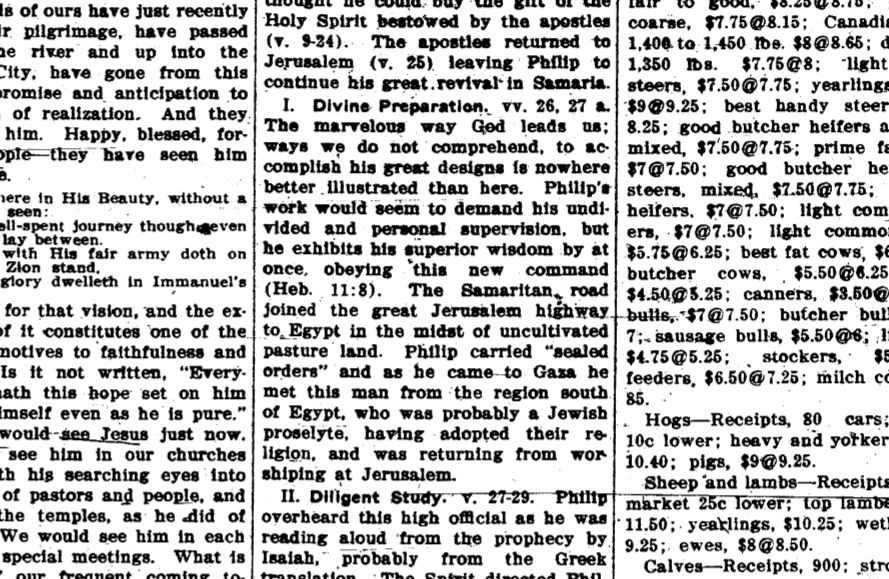 ds of ours have just recently
ir pilgrimage, have passed
he river and up into the
City, have gone from this
promise and anticipation to
of realization. And they
him. Happy, blessed, for-
ople—they have seen him
e.
here in His Beauty, without a
seen:
ell-spent journey though even
lay between.
with His fair army doth on
Zion stand,
glory dwelleth in Immanuel's
for that vision, and the ex-
of it constitutes one of the
motives to faithfulness and
Is it not written, "Every-
hath this hope set on him
imself even as he is pure."
would see Jesus just now.
see him in our churches
th his searching eyes into
of pastors and people, and
the temples, as he did of
We would see him in each
special meetings. What is
our frequent coming to-
thought he could buy the gift of the
Holy Spirit bestowed by the apostles
(v. 9-24). The apostles returned to
Jerusalem (v. 25) leaving Philip to
continue his great revival in Samaria.
I. Divine Preparation. vv. 26, 27 a.
The marvelous way God leads us;
ways we do not comprehend, to ac-
complish his great designs is nowhere
better illustrated than here. Philip's
work would seem to demand his undi-
vided and personal supervision, but
he exhibits his superior wisdom by at
once, obeying this new command
(Heb. 11:8). The Samaritan road
joined the great Jerusalem highway
to Egypt in the midst of uncultivated
pasture land. Philip carried "sealed
orders" and as he came to Gaza he
met this man from the region south
of Egypt, who was probably a Jewish
proselyte, having adopted their re-
ligion, and was returning from wor
shiping at Jerusalem.
II. Diligent Study. v. 27-29. Philip
overheard this high official as he was
reading aloud from the prophecy by
Isaiah, probably from the Greek
translation. The Spirit directed Phil-
fair to good,
coarse, $7.75@8.15; Canadi
1,400 to 1,450 lbs. $8@8.65; d
1,350 lbs. $7.75@8; light
steers, $7.50@7.75; yearlings
$9@9.25; best handy steer
8.25; good butcher heifers a
mixed, $7.50@7.75; prime fa
$7@7.50; good butcher he
steers, mixed, $7.50@7.75;
heifers, $7@7.50; light com
ers, $7@7.50; light commo
$5.75@6.25; best fat cows, $6
butcher cows, $5.50@6.25
$4.50@5.25; canners, $3.50@
bulls, $7@7.50; butcher bul
7; sausage bulls, $5.50@6; li
$4.75@5.25; stockers, $5
feeders, $6.50@7.25; milch co
85.
Hogs—Receipts, 80 cars;
10c lower; heavy and yorker
10.40; pigs, $9@9.25.
Sheep and lambs—Receipts
market 25c lower; top lambs
11.50; yearlings, $10.25; wet
9.25; ewes, $8@8.50.
Calves—Receipts, 900; stro